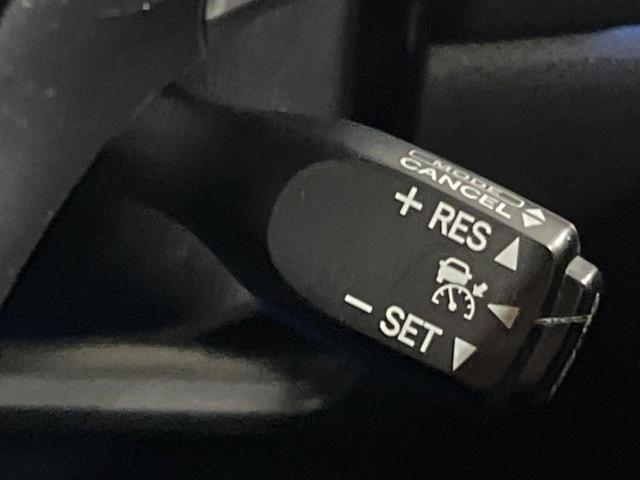 MODE
CANCEL
+ RES
- SET